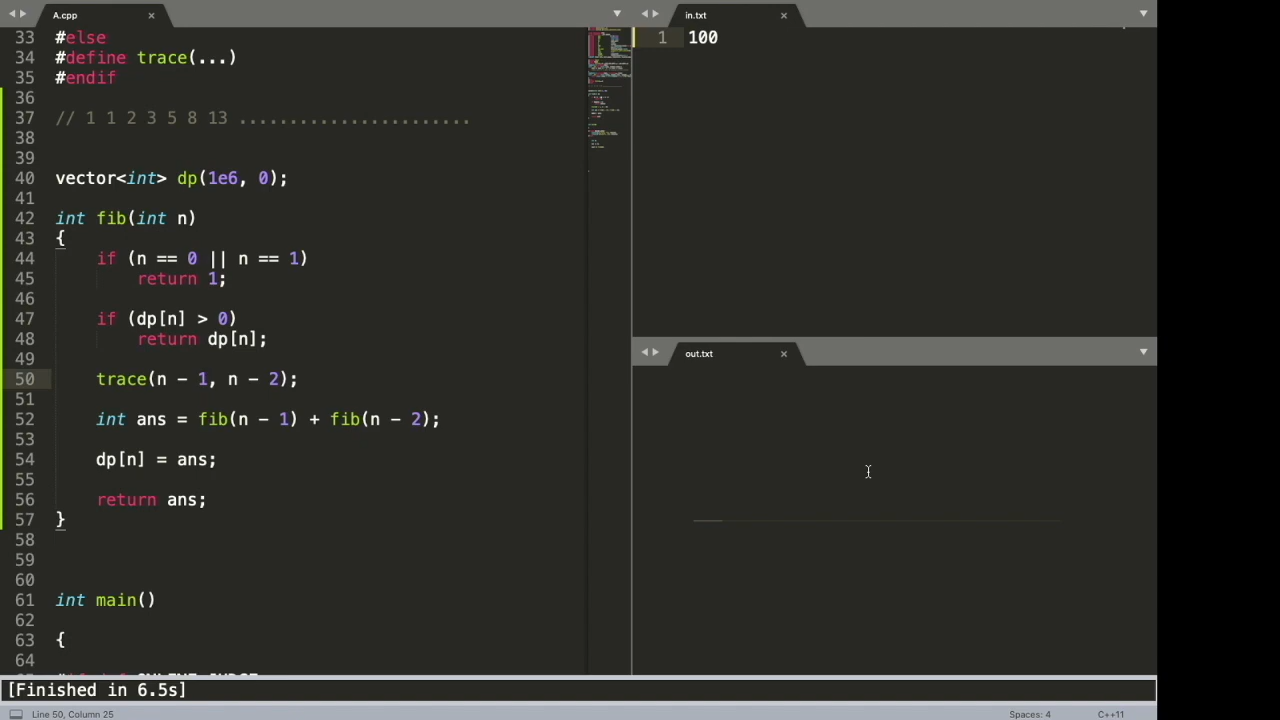 A.cpp
33 #else
34 #define trace(...)
35 #endif
36
37 // 1 1 2 3 5 8 13 .......................
38
39
40 vector<int> dp(1e6, 0);
41
42 int fib(int n)
43 {
44     if (n == 0 || n == 1)
45         return 1;
46
47     if (dp[n] > 0)
48         return dp[n];
49
50     trace(n - 1, n - 2);
51
52     int ans = fib(n - 1) + fib(n - 2);
53
54     dp[n] = ans;
55
56     return ans;
57 }
58
59
60
61 int main()
62
63 {
64
in.txt
1 100
out.txt
[Finished in 6.5s]
Line 50, Column 25
Spaces: 4
C++11